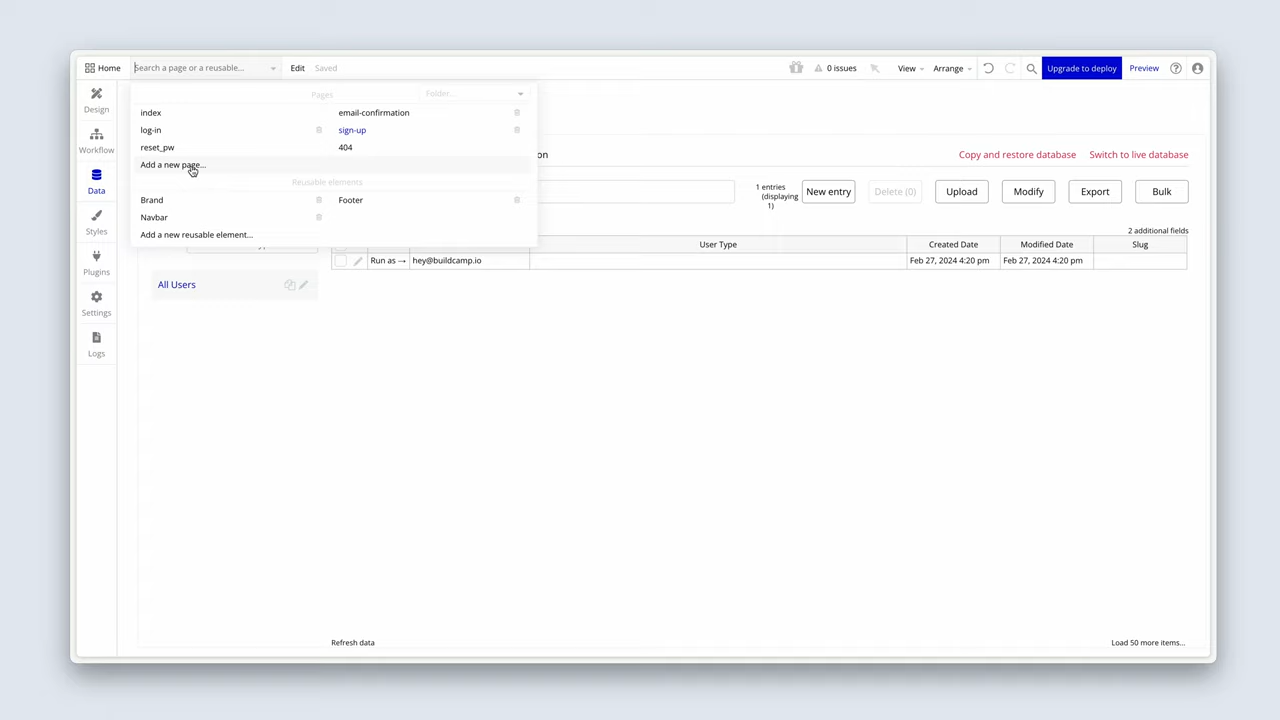 Home Search a page or a reusable... Edit Saved 0 issues View Arrange Upgrade to deploy Preview
Pages Folder...
index email-confirmation
log-in sign-up
reset_pw 404
Add a new page...
Reusable elements
Brand Footer
Navbar
Add a new reusable element...
Design
Workflow
Data
Styles
Plugins
Settings
Logs
on Copy and restore database Switch to live database
1 entries
(displaying
1)
New entry Delete (0) Upload Modify Export Bulk
2 additional fields
User Type Created Date Modified Date Slug
Run as → hey@buildcamp.io Feb 27, 2024 4:20 pm Feb 27, 2024 4:20 pm
All Users
Refresh data Load 50 more items...